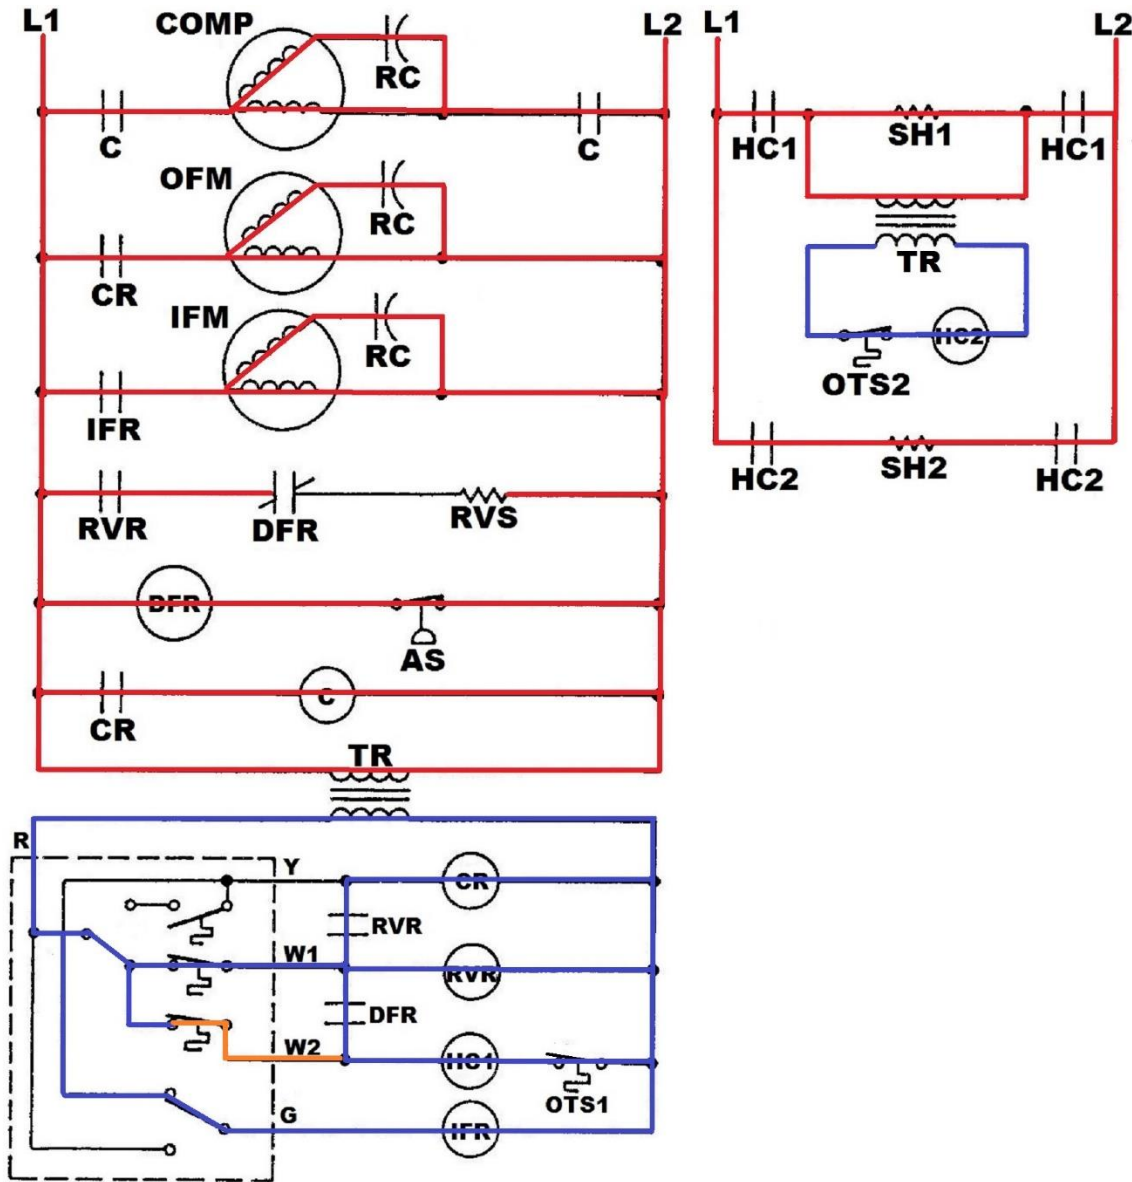 L1 COMP L2
RC
C C
OFM
RC
CR
IFM
RC
IFR
RVR DFR RVS
DFR
AS
CR C
TR
R
Y CR
RVR
W1 RVR
DFR
W2 HC1
OTS1
G IFR
L1 L2
HC1 SH1 HC1
TR
OTS2 HC2
HC2 SH2 HC2